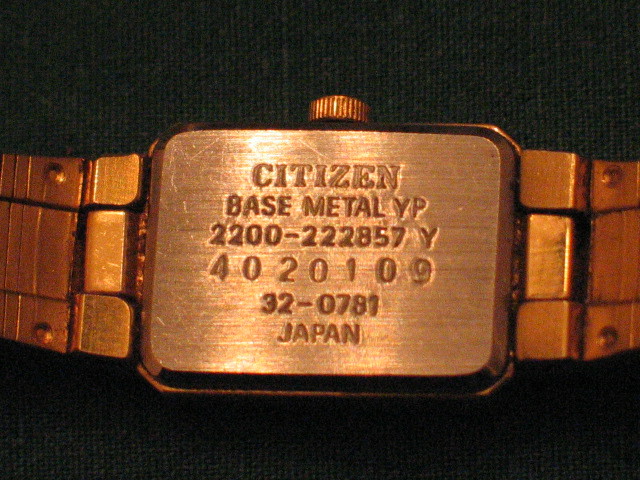 CITIZEN
BASE METAL YP
2200-222857 Y
4020109
32-0781
JAPAN